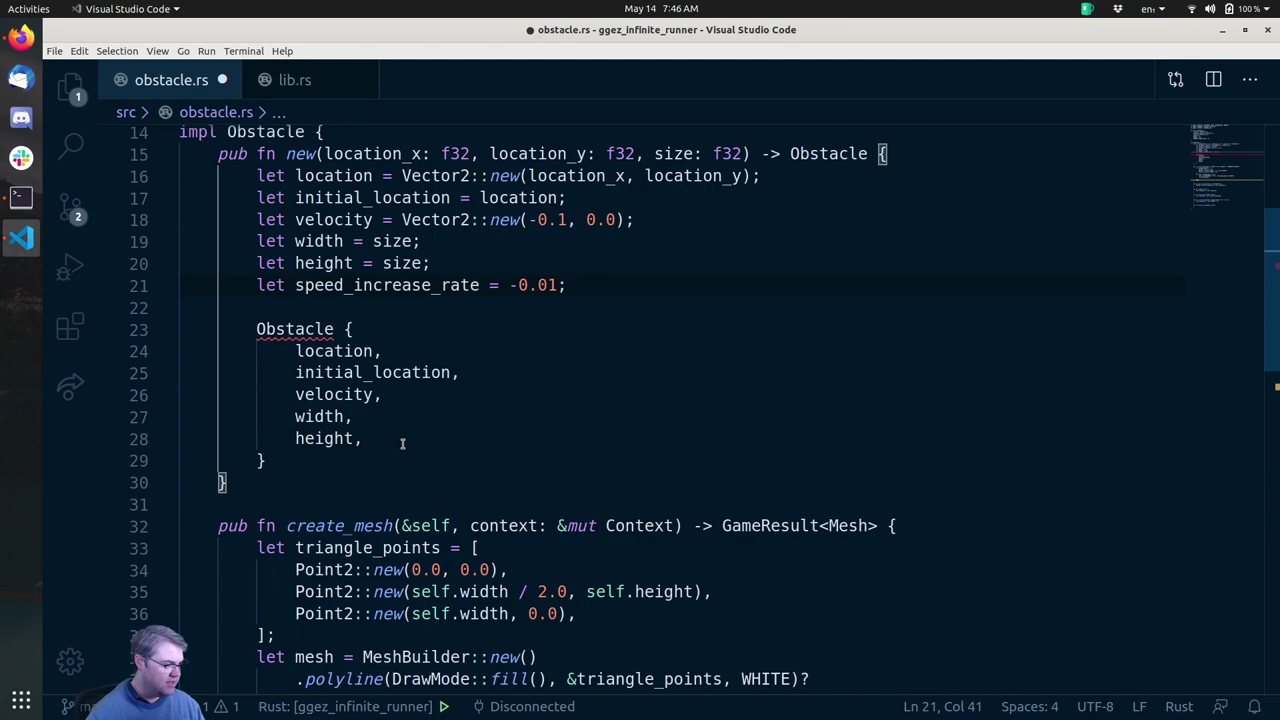 Activities Visual Studio Code May 14 7:46 AM en 100 %
obstacle.rs - ggez_infinite_runner - Visual Studio Code
File Edit Selection View Go Run Terminal Help
obstacle.rs lib.rs
src > obstacle.rs > ...
14 impl Obstacle {
15 pub fn new(location_x: f32, location_y: f32, size: f32) -> Obstacle {
16 let location = Vector2::new(location_x, location_y);
17 let initial_location = location;
18 let velocity = Vector2::new(-0.1, 0.0);
19 let width = size;
20 let height = size;
21 let speed_increase_rate = -0.01;
22
23 Obstacle {
24 location,
25 initial_location,
26 velocity,
27 width,
28 height,
29 }
30 }
31
32 pub fn create_mesh(&self, context: &mut Context) -> GameResult<Mesh> {
33 let triangle_points = [
34 Point2::new(0.0, 0.0),
35 Point2::new(self.width / 2.0, self.height),
36 Point2::new(self.width, 0.0),
];
let mesh = MeshBuilder::new()
.polyline(DrawMode::fill(), &triangle_points, WHITE)?
1
2
1 1 Rust: [ggez_infinite_runner] Disconnected Ln 21, Col 41 Spaces: 4 UTF-8 LF Rust